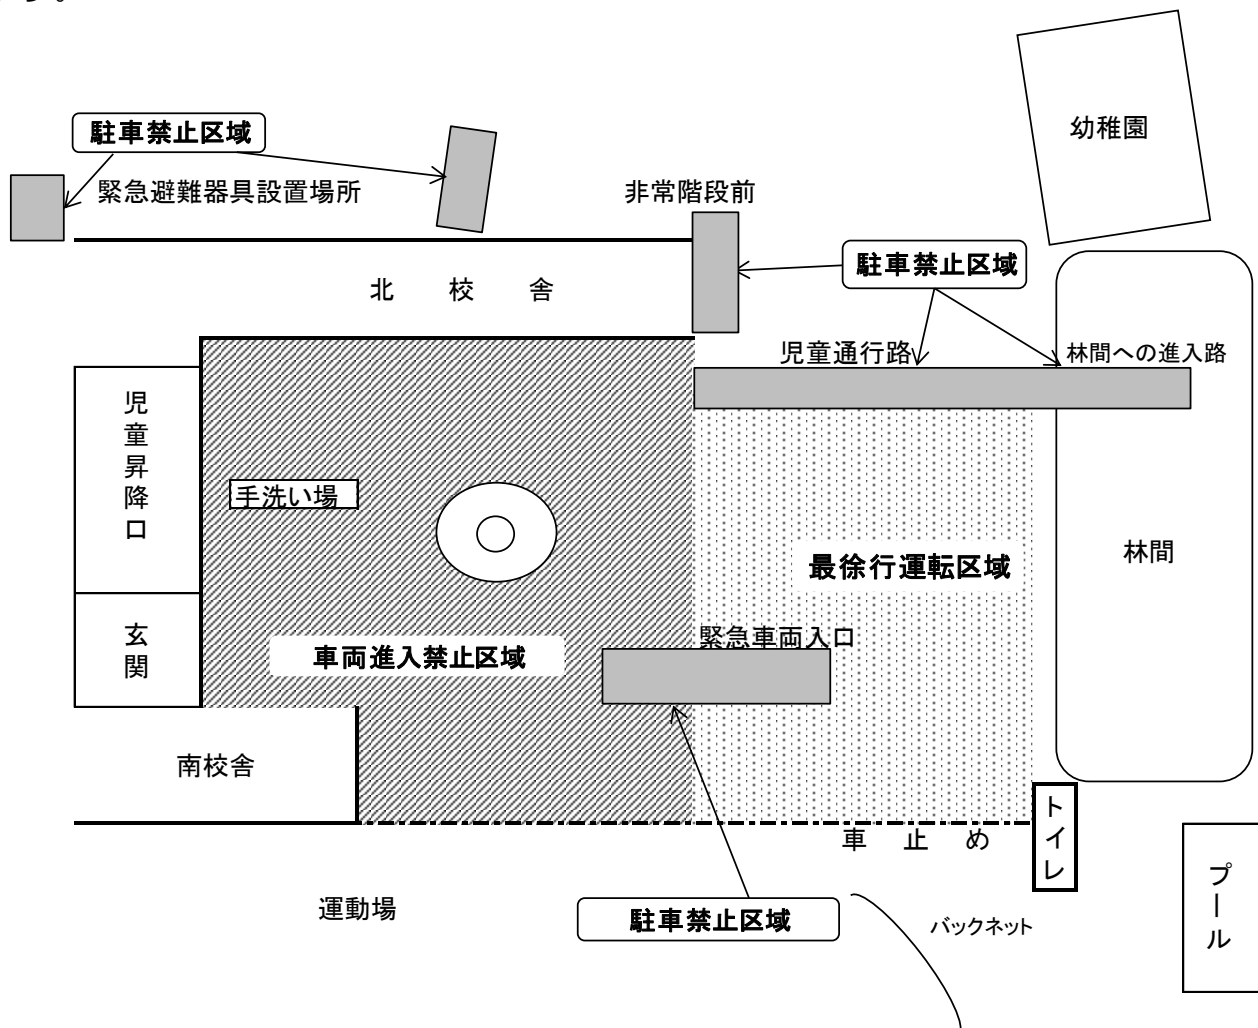 す。
幼稚園
駐車禁止区域
緊急避難器具設置場所
非常階段前
駐車禁止区域
北校舎
児童通行路
林間への進入路
児童昇降口
手洗い場
林間
最徐行運転区域
玄関
緊急車両入口
車両進入禁止区域
南校舎
トイレ
車止め
プール
運動場
駐車禁止区域
バックネット